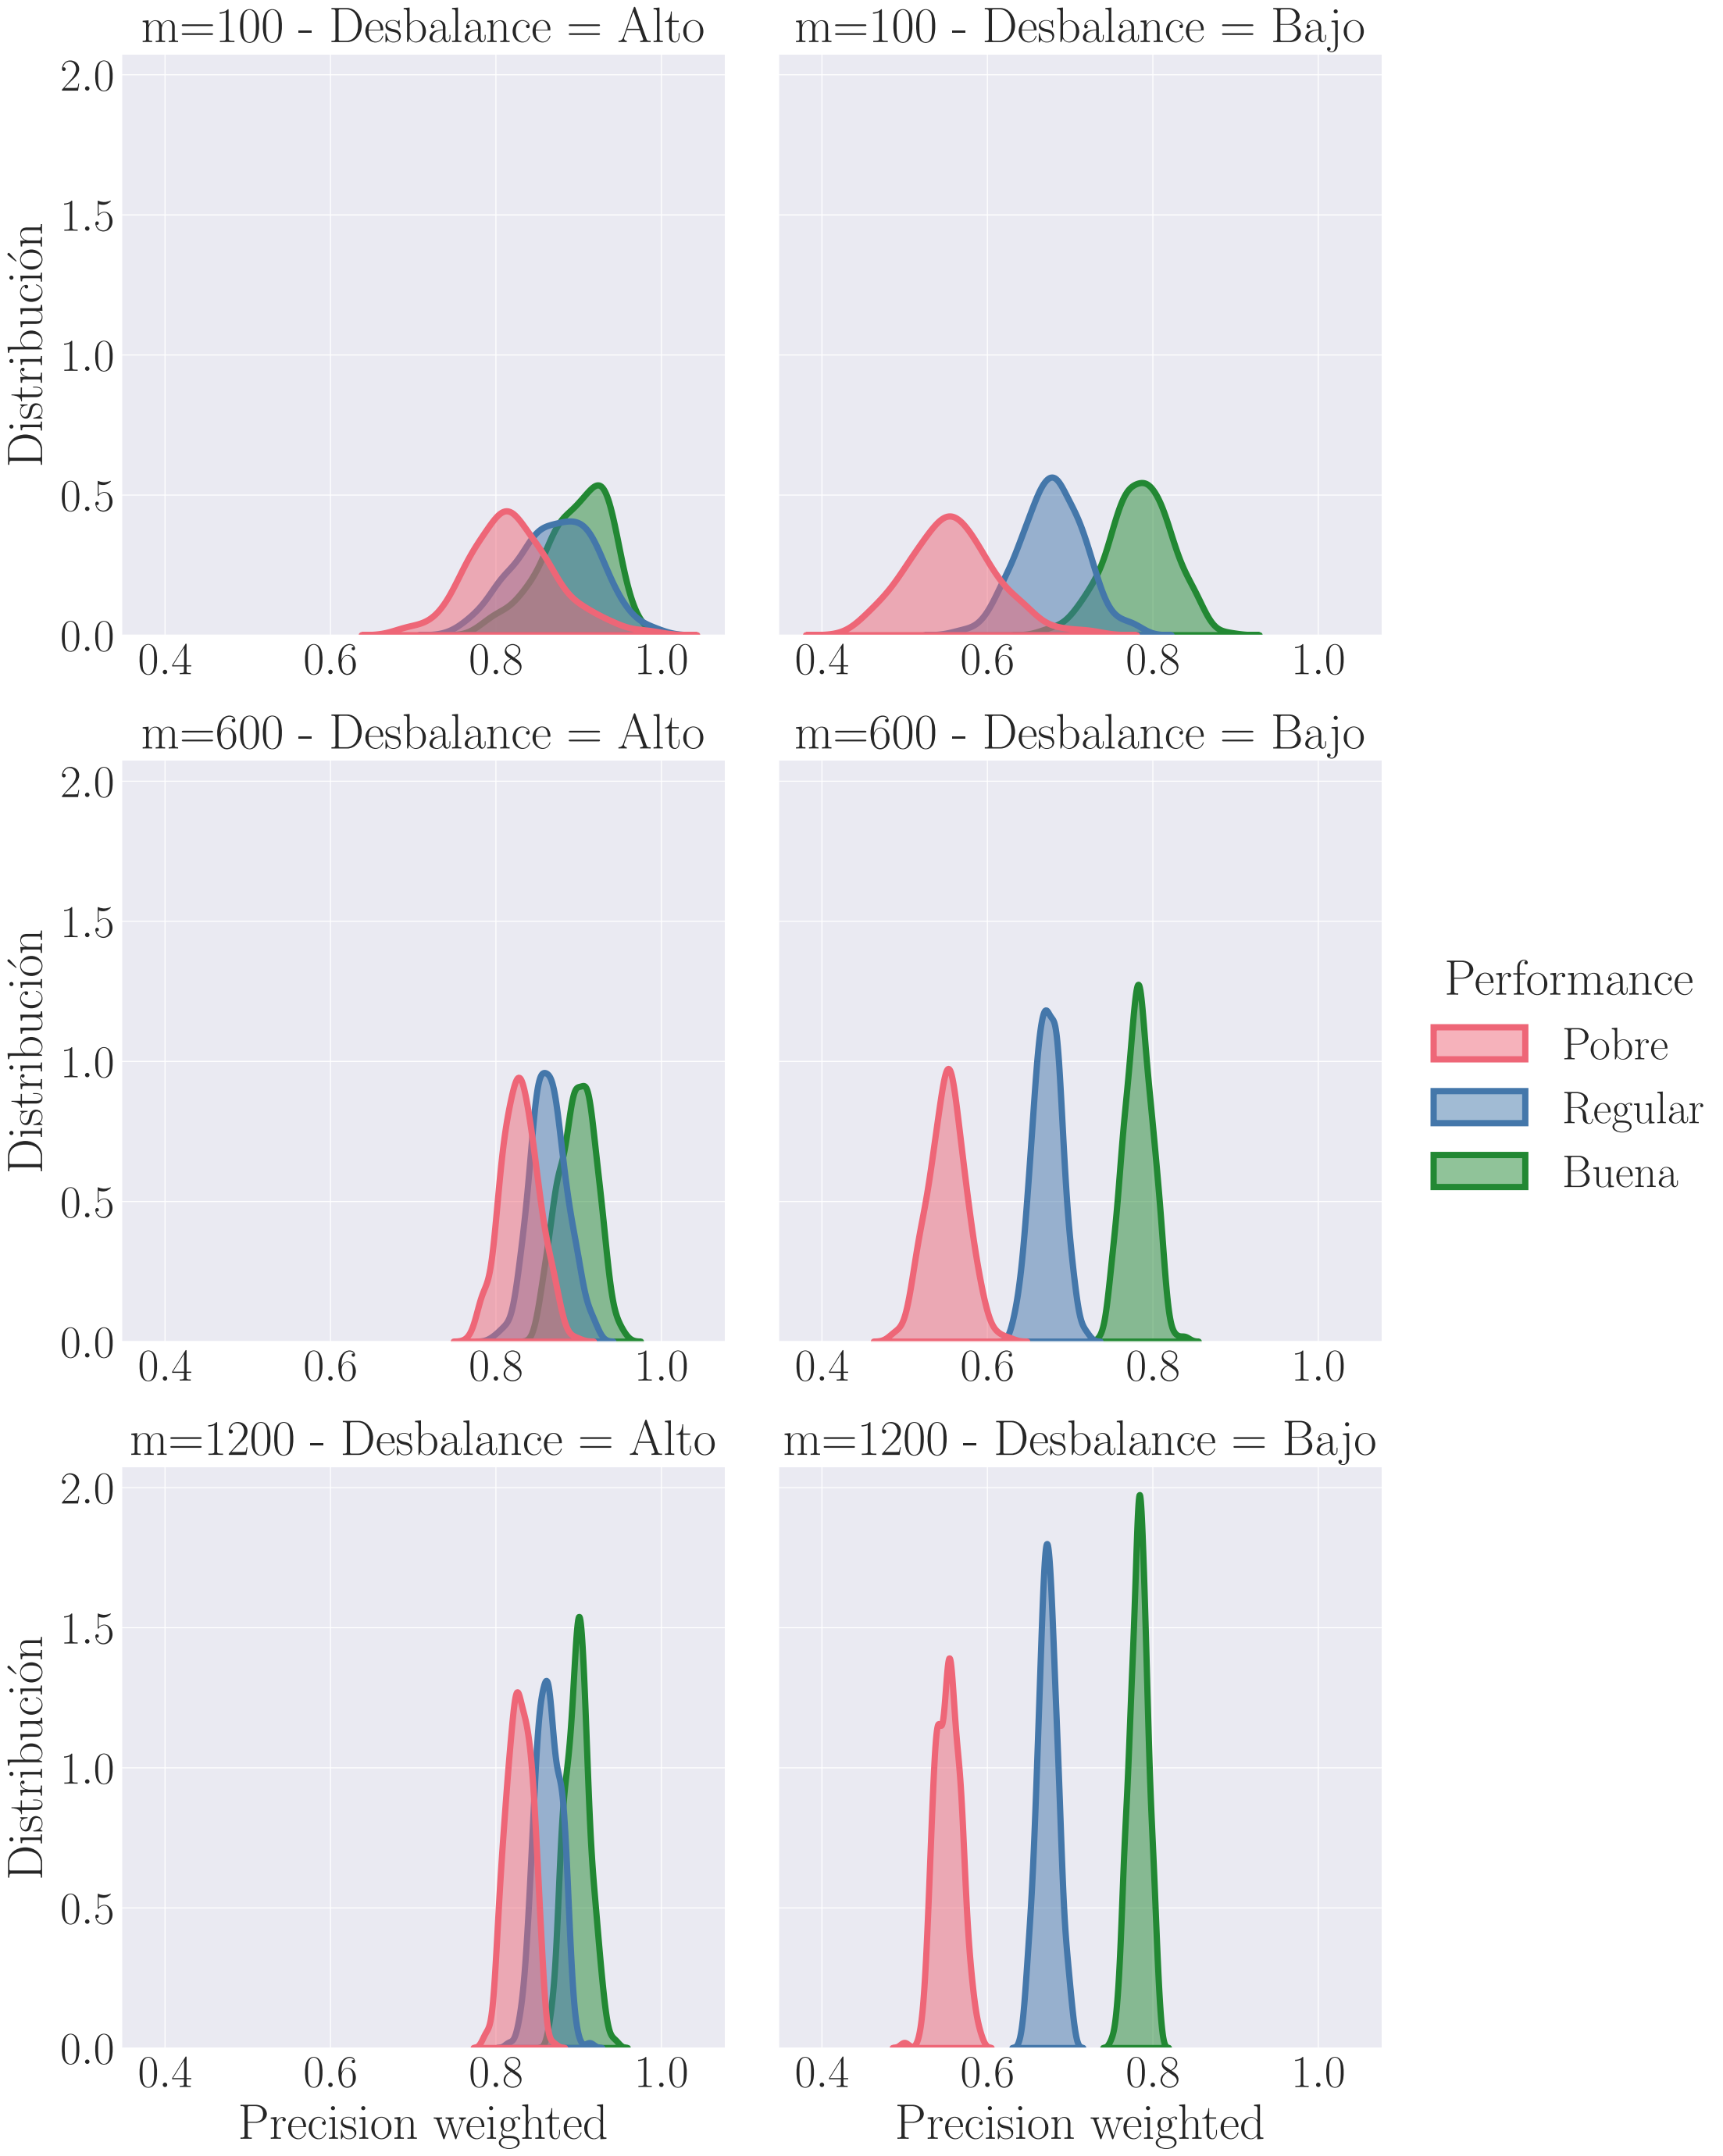 m=100 - Desbalance = Alto
m=100 - Desbalance = Bajo
Distribución
2.0
1.5
1.0
0.5
0.0
0.4 0.6 0.8 1.0
0.4 0.6 0.8 1.0
m=600 - Desbalance = Alto
m=600 - Desbalance = Bajo
Distribución
2.0
1.5
1.0
0.5
0.0
0.4 0.6 0.8 1.0
0.4 0.6 0.8 1.0
Performance
Pobre
Regular
Buena
m=1200 - Desbalance = Alto
m=1200 - Desbalance = Bajo
Distribución
2.0
1.5
1.0
0.5
0.0
0.4 0.6 0.8 1.0
0.4 0.6 0.8 1.0
Precision weighted
Precision weighted